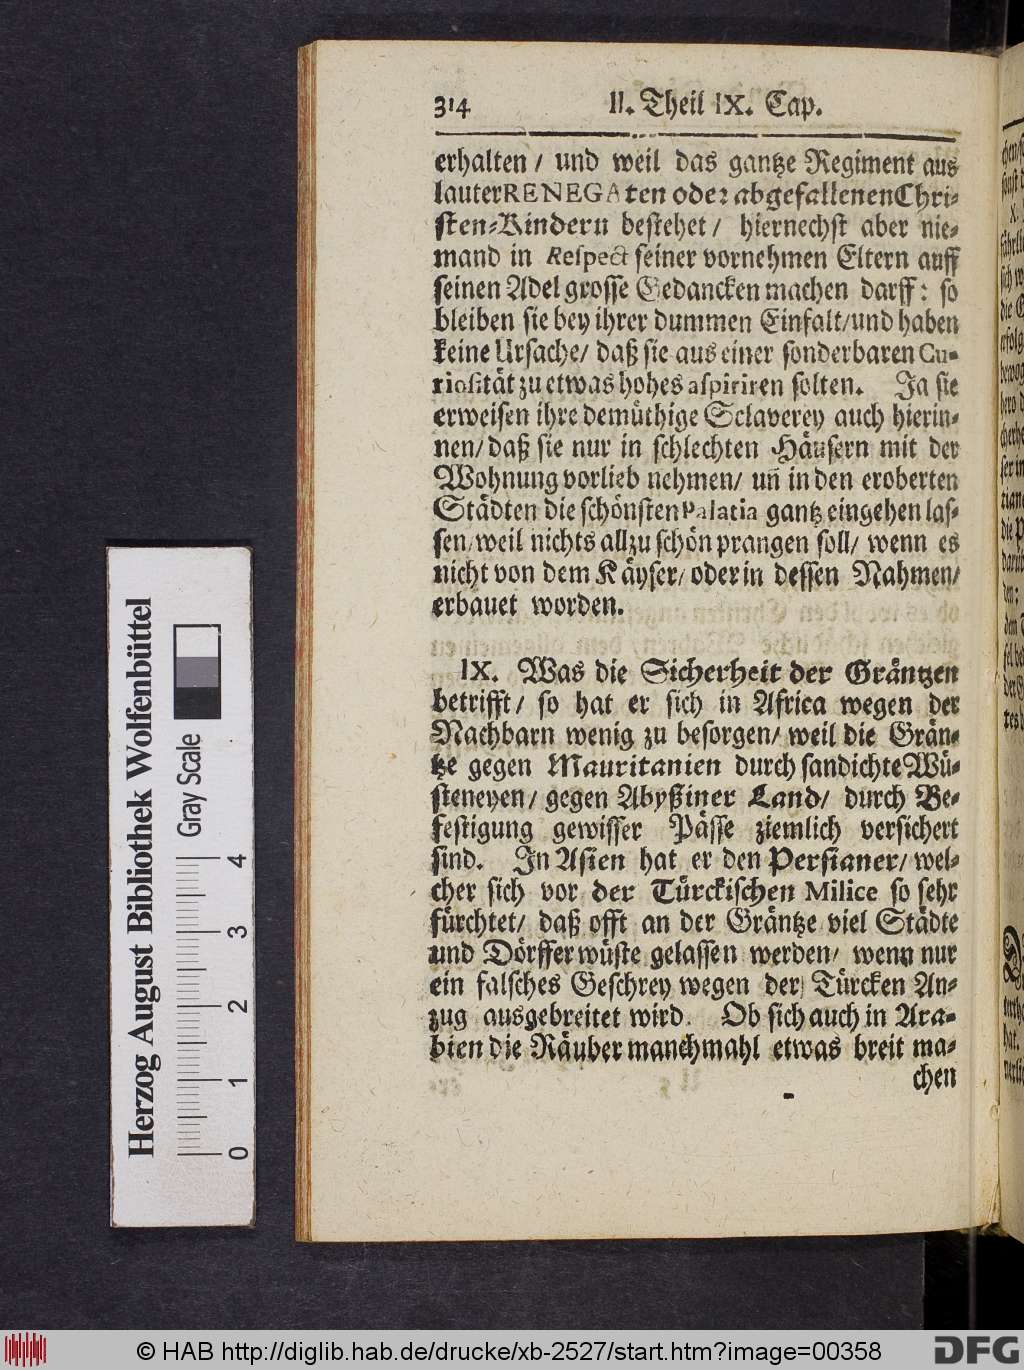 314 II. Theil IX. Cap.
erhalten / und weil das gantze Regiment aus
lauter RENEGAten oder abgefallenen Chri-
sten-Kindern bestehet / hiernechst aber nie-
mand in Respect seiner vornehmen Eltern auff
seinen Adel grosse Gedancken machen darff: so
bleiben sie bey ihrer dummen Einfalt/und haben
keine Ursache/ daß sie aus einer sonderbaren Cu-
riosität zu etwas hohes aspiriren solten. Ja sie
erweisen ihre demüthige Sclaverey auch hierin-
nen/ daß sie nur in schlechten Häusern mit der
Wohnung vorlieb nehmen/ un̄ in den eroberten
Städten die schönsten Palatia gantz eingehen las-
sen/weil nichts allzu schön prangen soll/ wenn es
nicht von dem Käyser/ oder in dessen Nahmen/
erbauet worden.
IX. Was die Sicherheit der Gräntzen
betrifft/ so hat er sich in Africa wegen der
Nachbarn wenig zu besorgen/ weil die Grän-
tze gegen Mauritanien durch sandichte Wü-
steneyen/ gegen Abyßiner Land/ durch Be-
festigung gewisser Pässe ziemlich versichert
sind. In Asien hat er den Persianer/ wel-
cher sich vor der Türckischen Milice so sehr
fürchtet/ daß offt an der Gräntze viel Städte
und Dörffer wüste gelassen werden/ wenn nur
ein falsches Geschrey wegen der Türcken An-
zug ausgebreitet wird. Ob sich auch in Ara-
bien die Räuber manchmahl etwas breit ma-
chen
Herzog August Bibliothek Wolfenbüttel
Gray Scale
0 1 2 3 4
© HAB http://diglib.hab.de/drucke/xb-2527/start.htm?image=00358
DFG